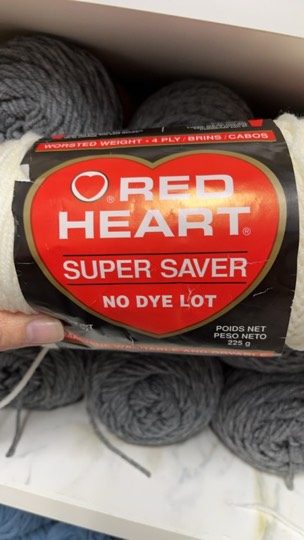 WORSTED WEIGHT • 4 PLY/BRINS/CABOS
RED
HEART®
SUPER SAVER
NO DYE LOT
POIDS NET
PESO NETO
225 g